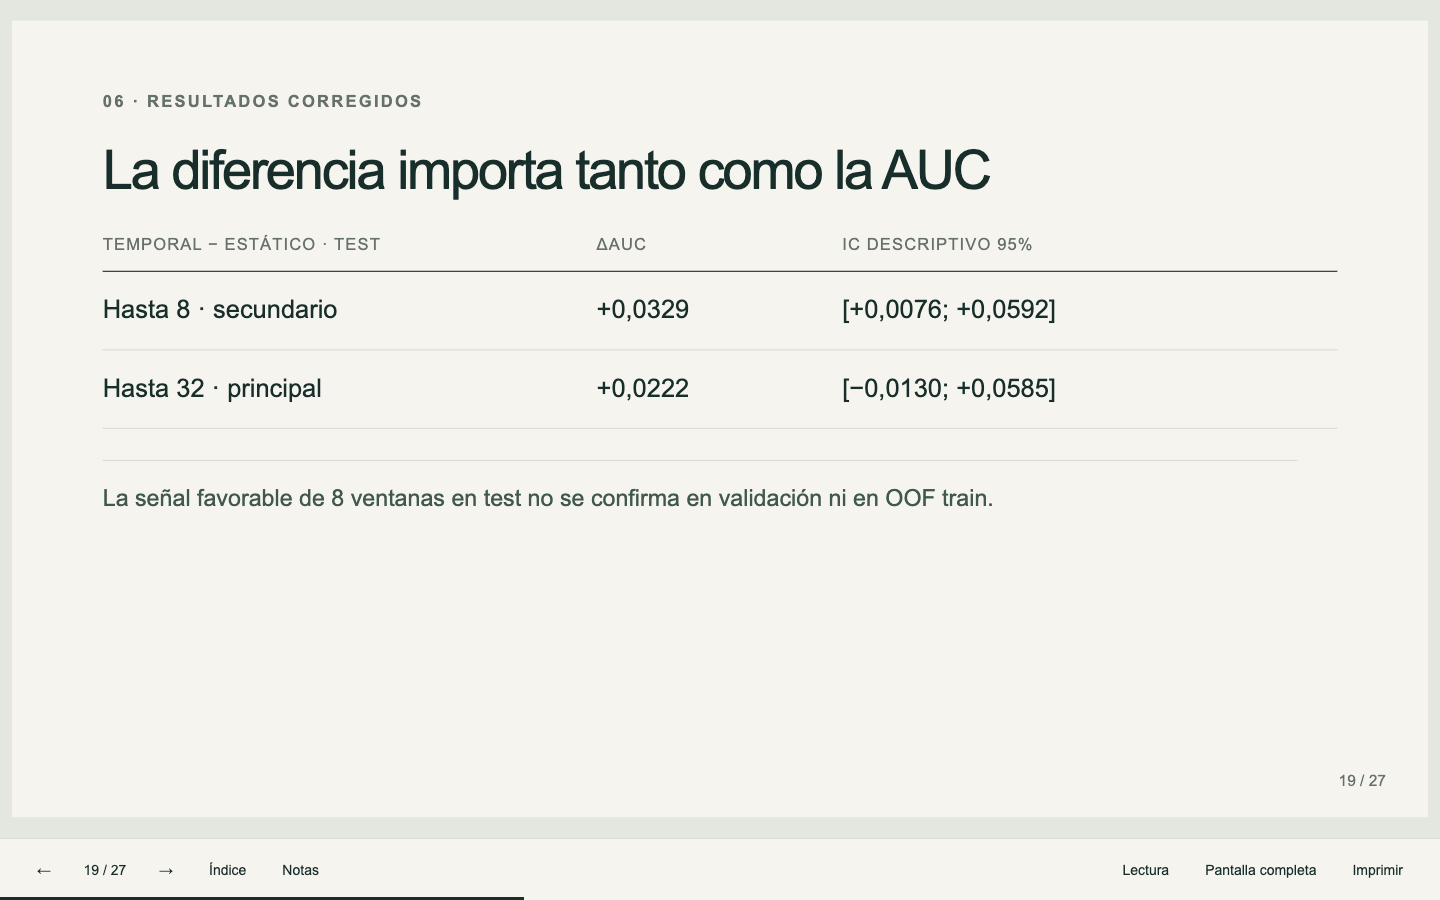 06 · RESULTADOS CORREGIDOS
La diferencia importa tanto como la AUC
TEMPORAL − ESTÁTICO · TEST ΔAUC IC DESCRIPTIVO 95%
Hasta 8 · secundario +0,0329 [+0,0076; +0,0592]
Hasta 32 · principal +0,0222 [−0,0130; +0,0585]
La señal favorable de 8 ventanas en test no se confirma en validación ni en OOF train.
19 / 27
← 19 / 27 → Índice Notas Lectura Pantalla completa Imprimir